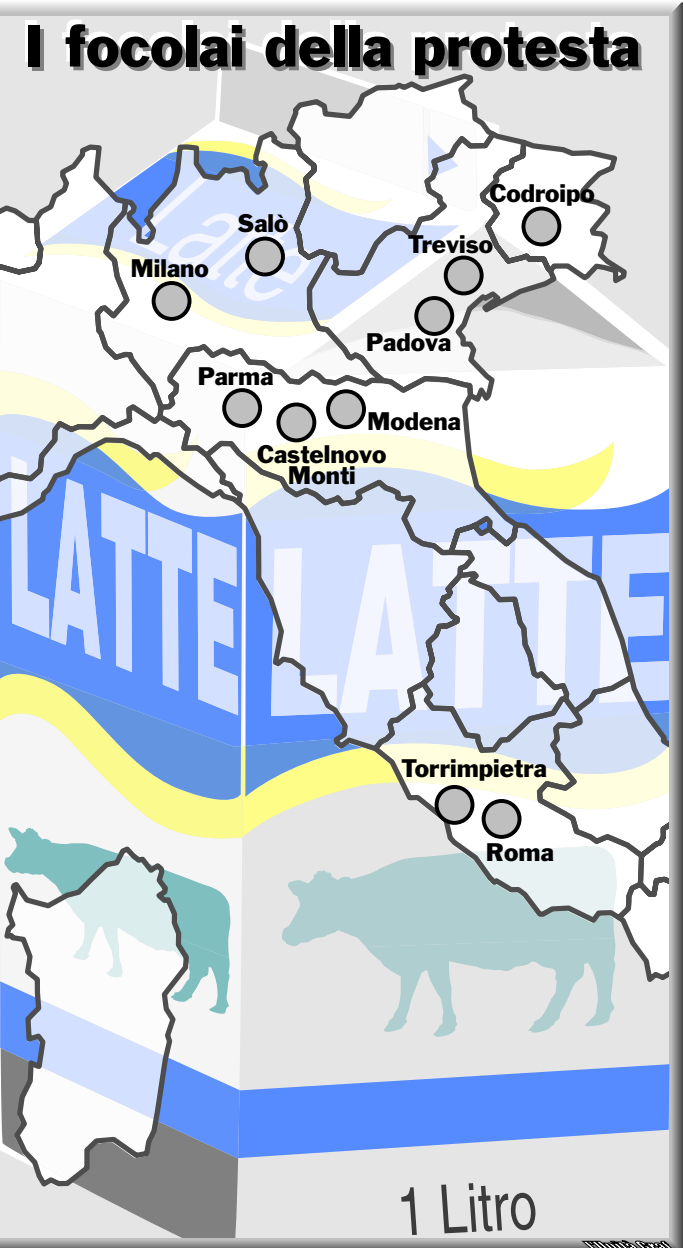 I focolai della protesta
Latte
Codroipo
Salò
Treviso
Milano
Padova
Parma
Modena
Castelnovo
Monti
LATTE
LATTE
Torrimpietra
Roma
1 Litro